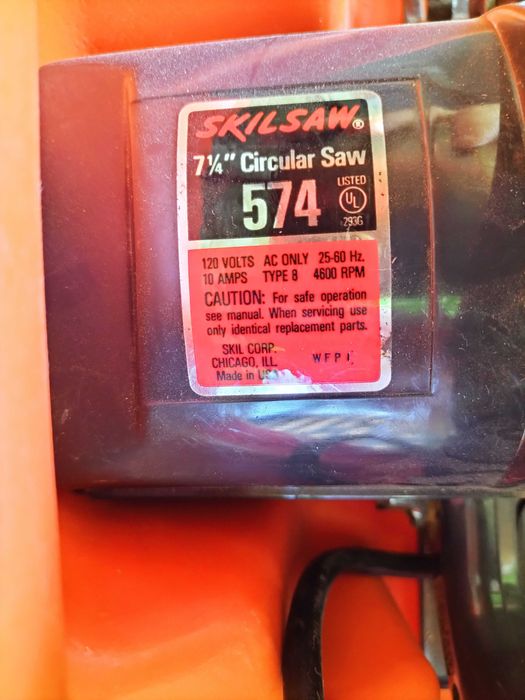 SKILSAW®
7¼" Circular Saw
574
LISTED
UL
293G
120 VOLTS AC ONLY 25-60 Hz.
10 AMPS TYPE 8 4600 RPM
CAUTION: For safe operation
see manual. When servicing use
only identical replacement parts.
SKIL CORP.
CHICAGO, ILL.
Made in USA
WFPI